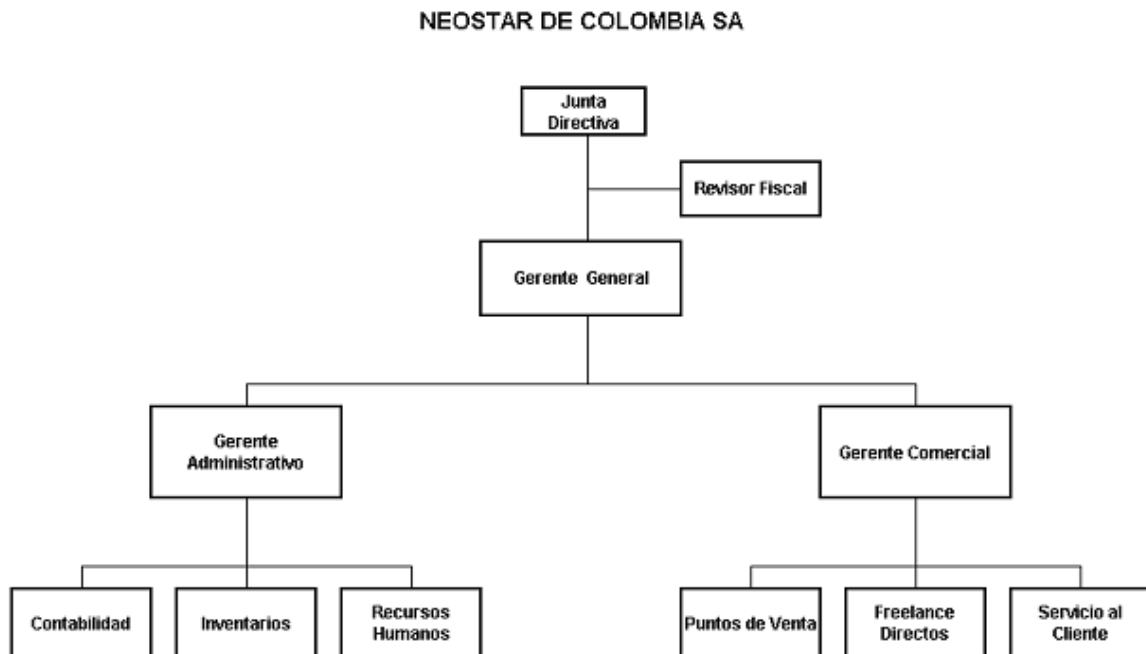 NEOSTAR DE COLOMBIA SA
Junta
Directiva
Revisor Fiscal
Gerente General
Gerente
Administrativo
Gerente Comercial
Contabilidad
Inventarios
Recursos
Humanos
Puntos de Venta
Freelance
Directos
Servicio al
Cliente